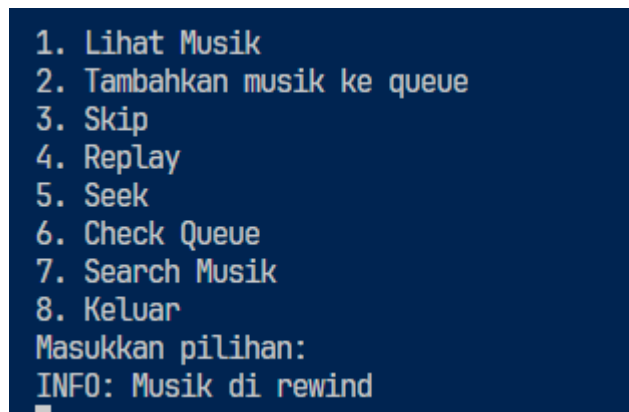 1. Lihat Musik
2. Tambahkan musik ke queue
3. Skip
4. Replay
5. Seek
6. Check Queue
7. Search Musik
8. Keluar
Masukkan pilihan:
INFO: Musik di rewind